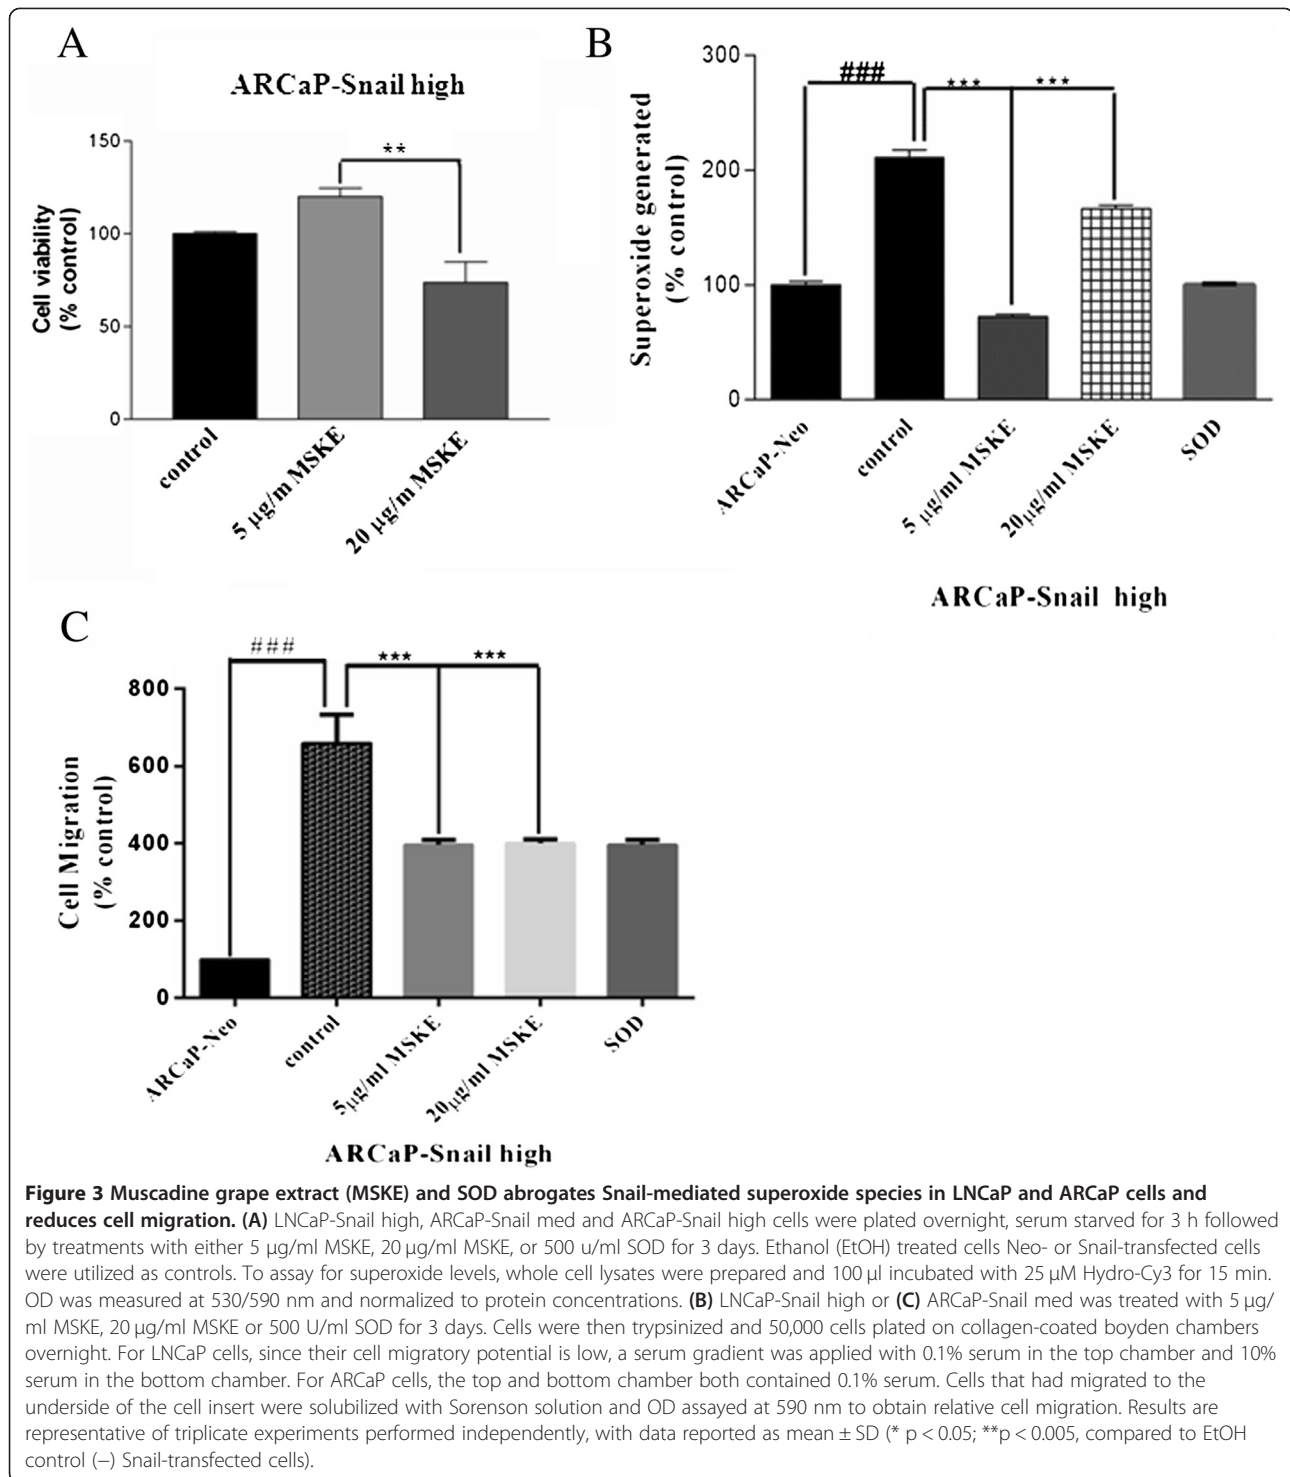 A
ARCaP-Snail high
Cell viability
(% control)
150
100
50
0
**
control
5 µg/m MSKE
20 µg/m MSKE
B
Superoxide generated
(% control)
300
200
100
0
###
***
***
ARCaP-Neo
control
5 µg/ml MSKE
20µg/ml MSKE
SOD
ARCaP-Snail high
C
Cell Migration
(% control)
800
600
400
200
0
###
***
***
ARCaP-Neo
control
5µg/ml MSKE
20µg/ml MSKE
SOD
ARCaP-Snail high
Figure 3 Muscadine grape extract (MSKE) and SOD abrogates Snail-mediated superoxide species in LNCaP and ARCaP cells and
reduces cell migration. (A) LNCaP-Snail high, ARCaP-Snail med and ARCaP-Snail high cells were plated overnight, serum starved for 3 h followed
by treatments with either 5 µg/ml MSKE, 20 µg/ml MSKE, or 500 u/ml SOD for 3 days. Ethanol (EtOH) treated cells Neo- or Snail-transfected cells
were utilized as controls. To assay for superoxide levels, whole cell lysates were prepared and 100 µl incubated with 25 µM Hydro-Cy3 for 15 min.
OD was measured at 530/590 nm and normalized to protein concentrations. (B) LNCaP-Snail high or (C) ARCaP-Snail med was treated with 5 µg/
ml MSKE, 20 µg/ml MSKE or 500 U/ml SOD for 3 days. Cells were then trypsinized and 50,000 cells plated on collagen-coated boyden chambers
overnight. For LNCaP cells, since their cell migratory potential is low, a serum gradient was applied with 0.1% serum in the top chamber and 10%
serum in the bottom chamber. For ARCaP cells, the top and bottom chamber both contained 0.1% serum. Cells that had migrated to the
underside of the cell insert were solubilized with Sorenson solution and OD assayed at 590 nm to obtain relative cell migration. Results are
representative of triplicate experiments performed independently, with data reported as mean ± SD (* p < 0.05; **p < 0.005, compared to EtOH
control (−) Snail-transfected cells).